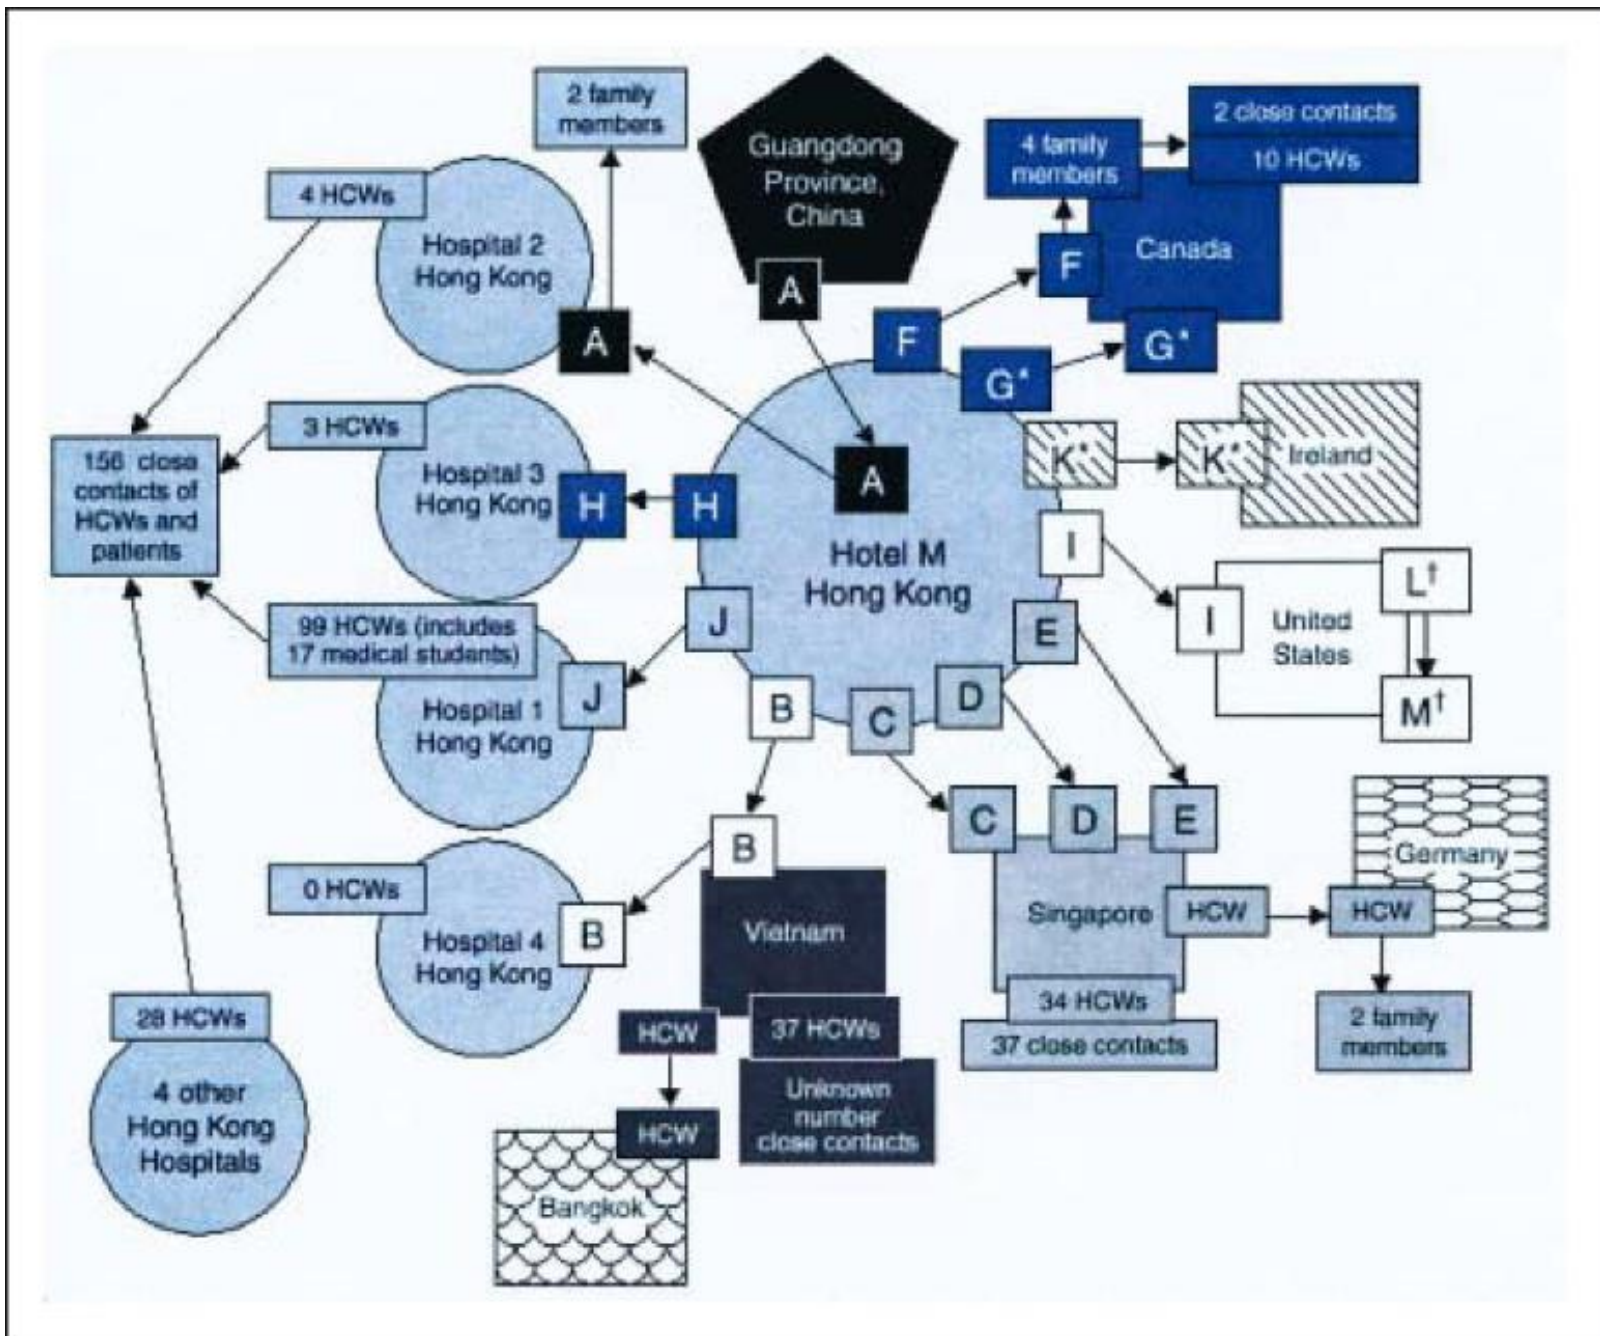 2 family
members
Guangdong
Province,
China
A
2 close contacts
10 HCWs
4 family
members
4 HCWs
Hospital 2
Hong Kong
A
F
Canada
F
G*
G*
3 HCWs
Hospital 3
Hong Kong
H
H
A
Hotel M
Hong Kong
K*
K*
Ireland
156 close
contacts of
HCWs and
patients
I
I
United
States
L†
M†
99 HCWs (includes
17 medical students)
Hospital 1
Hong Kong
J
J
B
C
D
E
B
C
D
E
Germany
0 HCWs
Hospital 4
Hong Kong
B
Vietnam
Singapore
HCW
HCW
34 HCWs
37 close contacts
2 family
members
28 HCWs
4 other
Hong Kong
Hospitals
HCW
37 HCWs
Unknown
number
close contacts
HCW
Bangkok